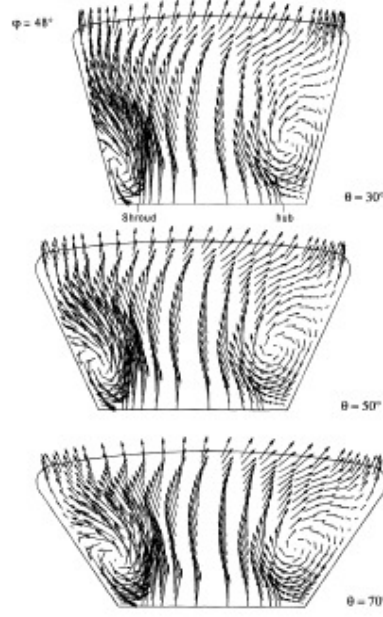 φ = 48°
θ = 30°
Shroud hub
θ = 50°
θ = 70°